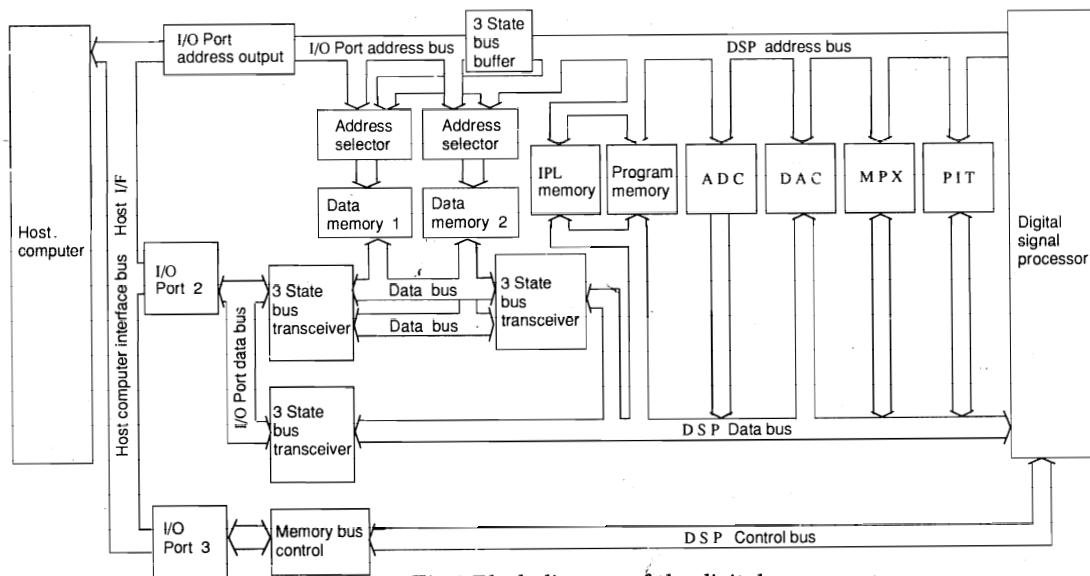 3 State
bus
buffer
I/O Port
address output
I/O Port address bus
DSP address bus
Address
selector
Address
selector
IPL
memory
Program
memory
ADC
DAC
MPX
PIT
Data
memory 1
Data
memory 2
Host.
computer
Host I/F
Host computer interface bus
Digital
signal
processor
I/O
Port 2
3 State
bus
transceiver
Data bus
Data bus
3 State
bus
transceiver
I/O Port data bus
3 State
bus
transceiver
DSP Data bus
I/O
Port 3
Memory bus
control
DSP Control bus